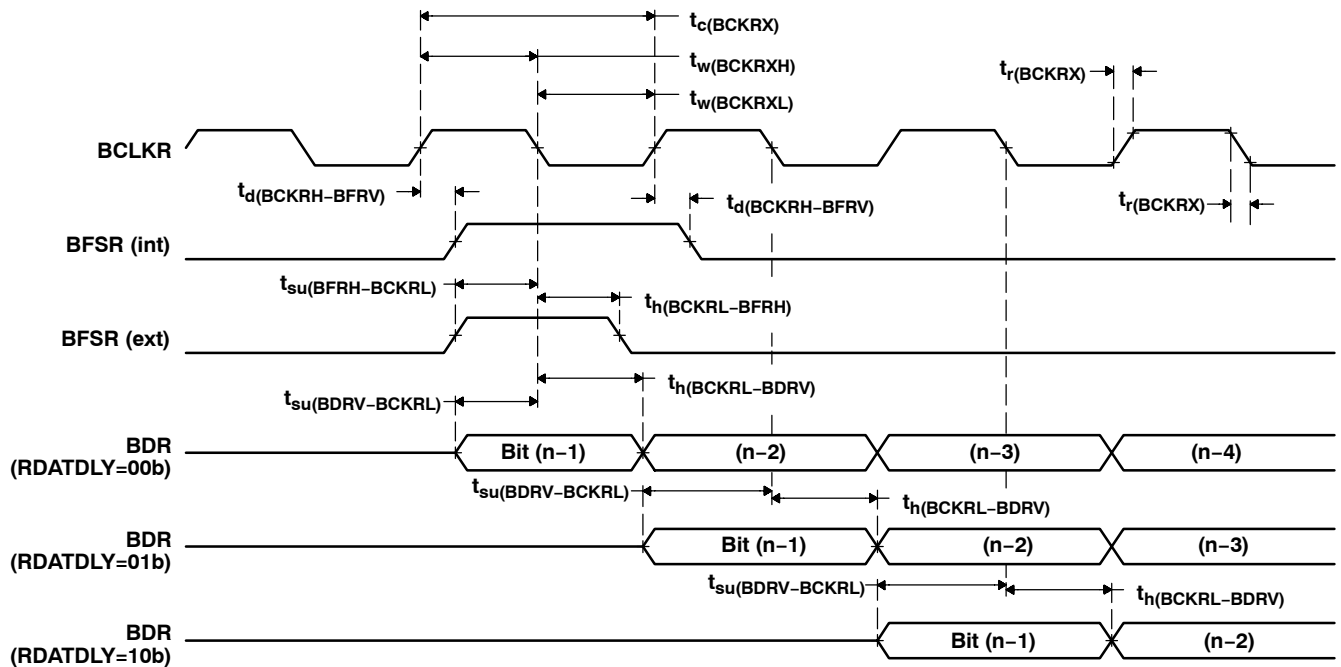 tc(BCKRX)
tw(BCKRXH)
tr(BCKRX)
tw(BCKRXL)
BCLKR
td(BCKRH−BFRV)
td(BCKRH−BFRV)
tr(BCKRX)
BFSR (int)
tsu(BFRH−BCKRL)
th(BCKRL−BFRH)
BFSR (ext)
th(BCKRL−BDRV)
tsu(BDRV−BCKRL)
BDR
(RDATDLY=00b)
Bit (n−1) (n−2) (n−3) (n−4)
tsu(BDRV−BCKRL)
th(BCKRL−BDRV)
BDR
(RDATDLY=01b)
Bit (n−1) (n−2) (n−3)
tsu(BDRV−BCKRL)
th(BCKRL−BDRV)
BDR
(RDATDLY=10b)
Bit (n−1) (n−2)